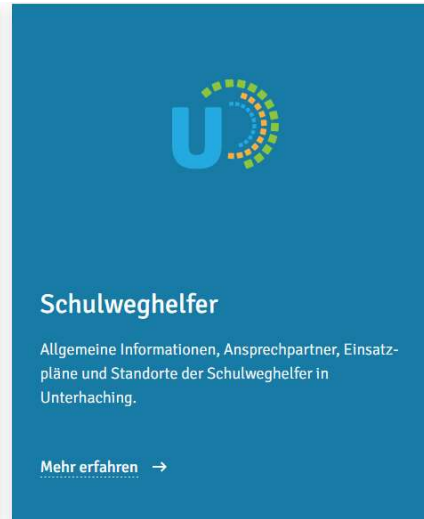 U
Schulweghelfer
Allgemeine Informationen, Ansprechpartner, Einsatz-
pläne und Standorte der Schulweghelfer in
Unterhaching.
Mehr erfahren →